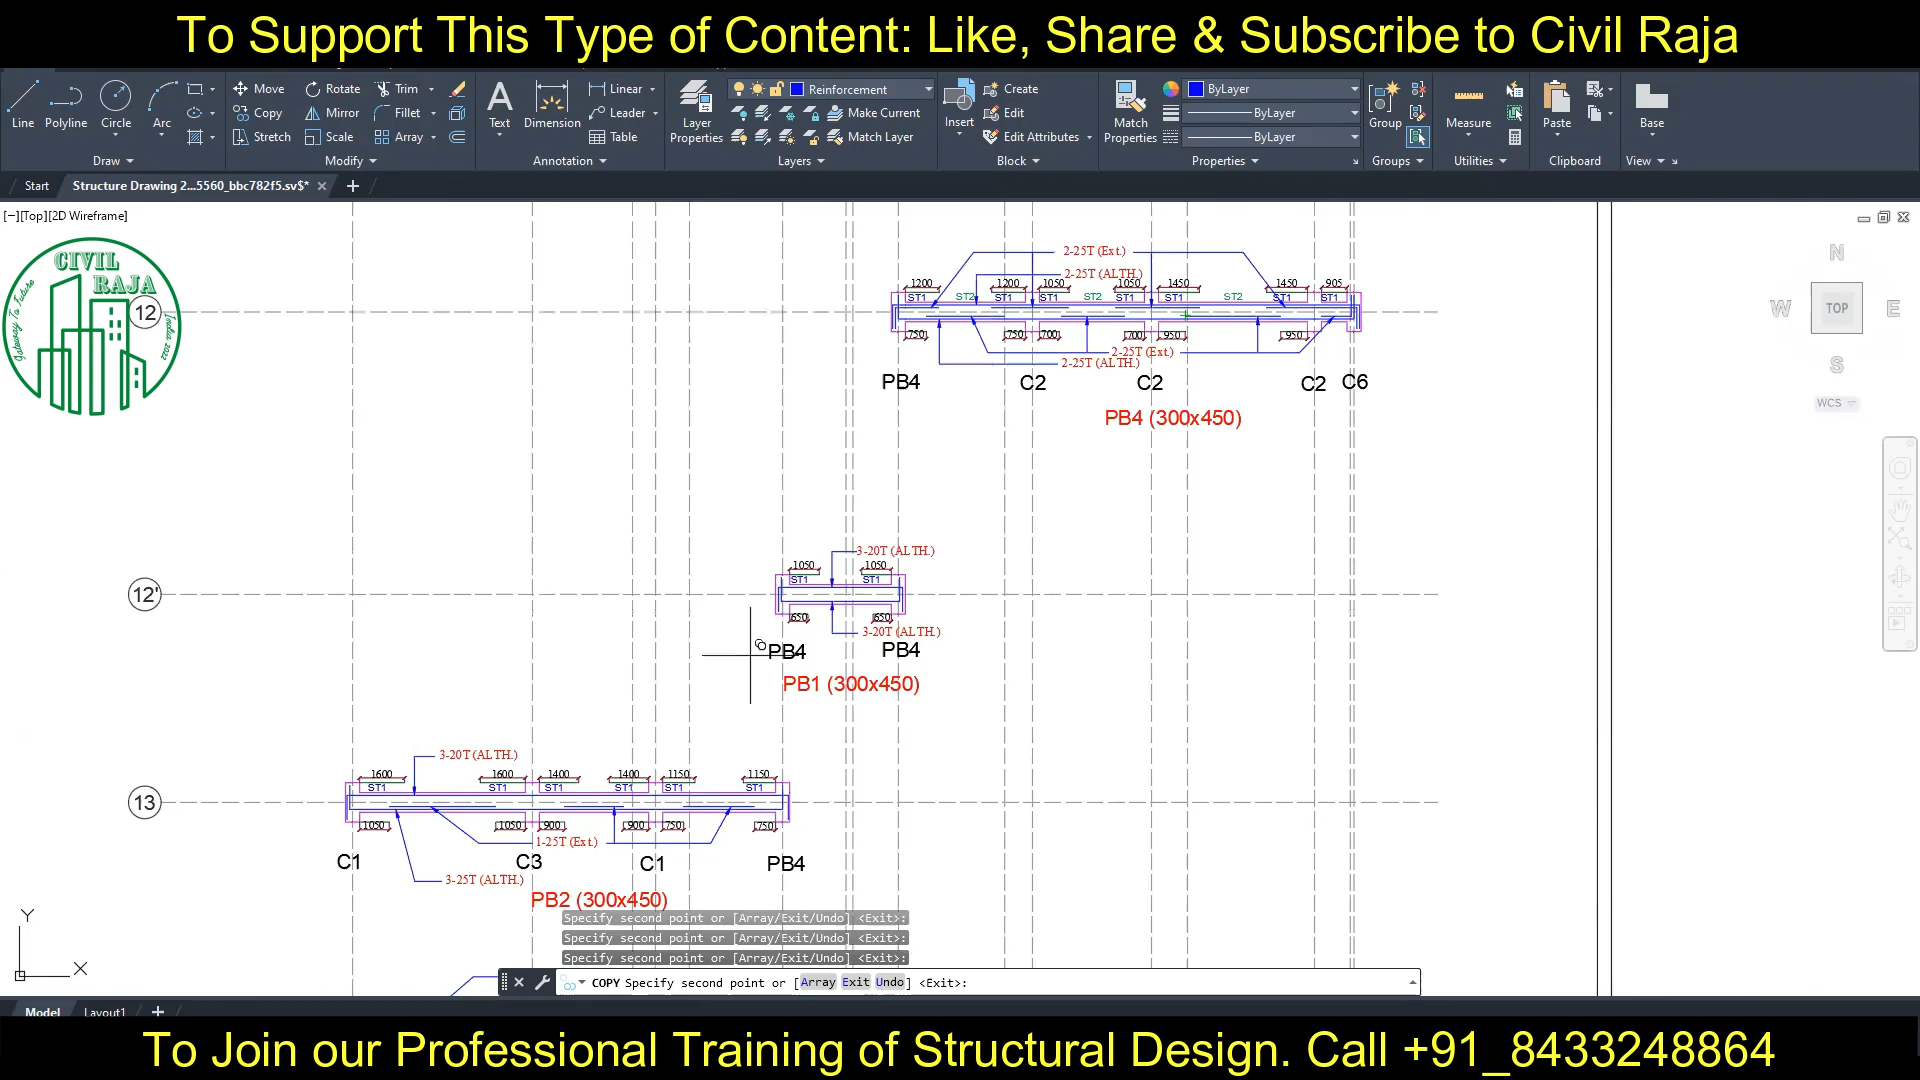 To Support This Type of Content: Like, Share & Subscribe to Civil Raja
Line Polyline Circle Arc
Move Rotate Trim
Copy Mirror Fillet
Stretch Scale Array
Draw Modify
Text Dimension
Linear
Leader
Table
Annotation
Layer Properties
Reinforcement
Make Current
Match Layer
Layers
Insert
Create
Edit
Edit Attributes
Block
Match Properties
ByLayer
ByLayer
ByLayer
Properties
Group
Groups
Measure
Utilities
Paste
Clipboard
Base
View
Start Structure Drawing 2...5560_bbc782f5.sv$*
[−][Top][2D Wireframe]
CIVIL
RAJA
N
W TOP E
S
WCS
2-25T (Ext.)
2-25T (ALTH.)
1200 1200 1050 1050 1450 1450 905
ST1 ST2 ST1 ST1 ST2 ST1 ST1 ST2 ST1 ST1
12
750 750 700 700 950 950
2-25T (Ext.)
2-25T (ALTH.)
PB4 C2 C2 C2 C6
PB4 (300x450)
3-20T (ALTH.)
1050 1050
ST1 ST1
12'
650 650
3-20T (ALTH.)
PB4 PB4
PB1 (300x450)
3-20T (ALTH.)
1600 1600 1400 1400 1150 1150
ST1 ST1 ST1 ST1 ST1 ST1
13
1050 1050 900 900 750 750
1-25T (Ext.)
C1 C3 C1 PB4
3-25T (ALTH.)
PB2 (300x450)
Y
X
Specify second point or [Array/Exit/Undo] <Exit>:
Specify second point or [Array/Exit/Undo] <Exit>:
Specify second point or [Array/Exit/Undo] <Exit>:
COPY Specify second point or [Array Exit Undo] <Exit>:
Model Layout1
To Join our Professional Training of Structural Design. Call +91_8433248864